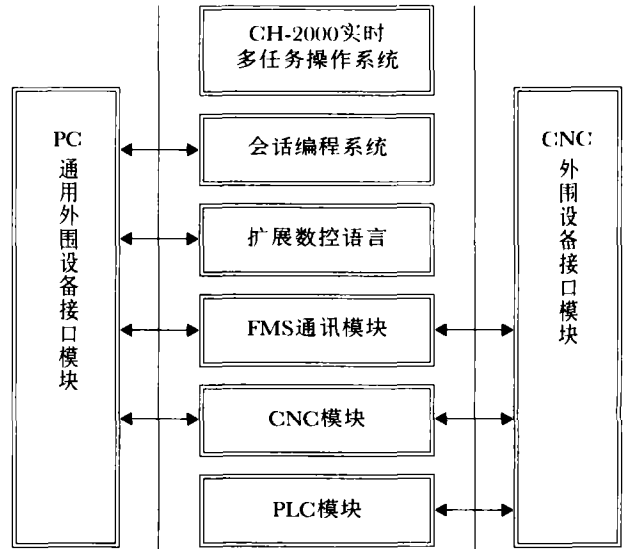 CH-2000实时
多任务操作系统
PC
通用外围设备接口模块
会话编程系统
扩展数控语言
FMS通讯模块
CNC模块
PLC模块
CNC
外围设备接口模块